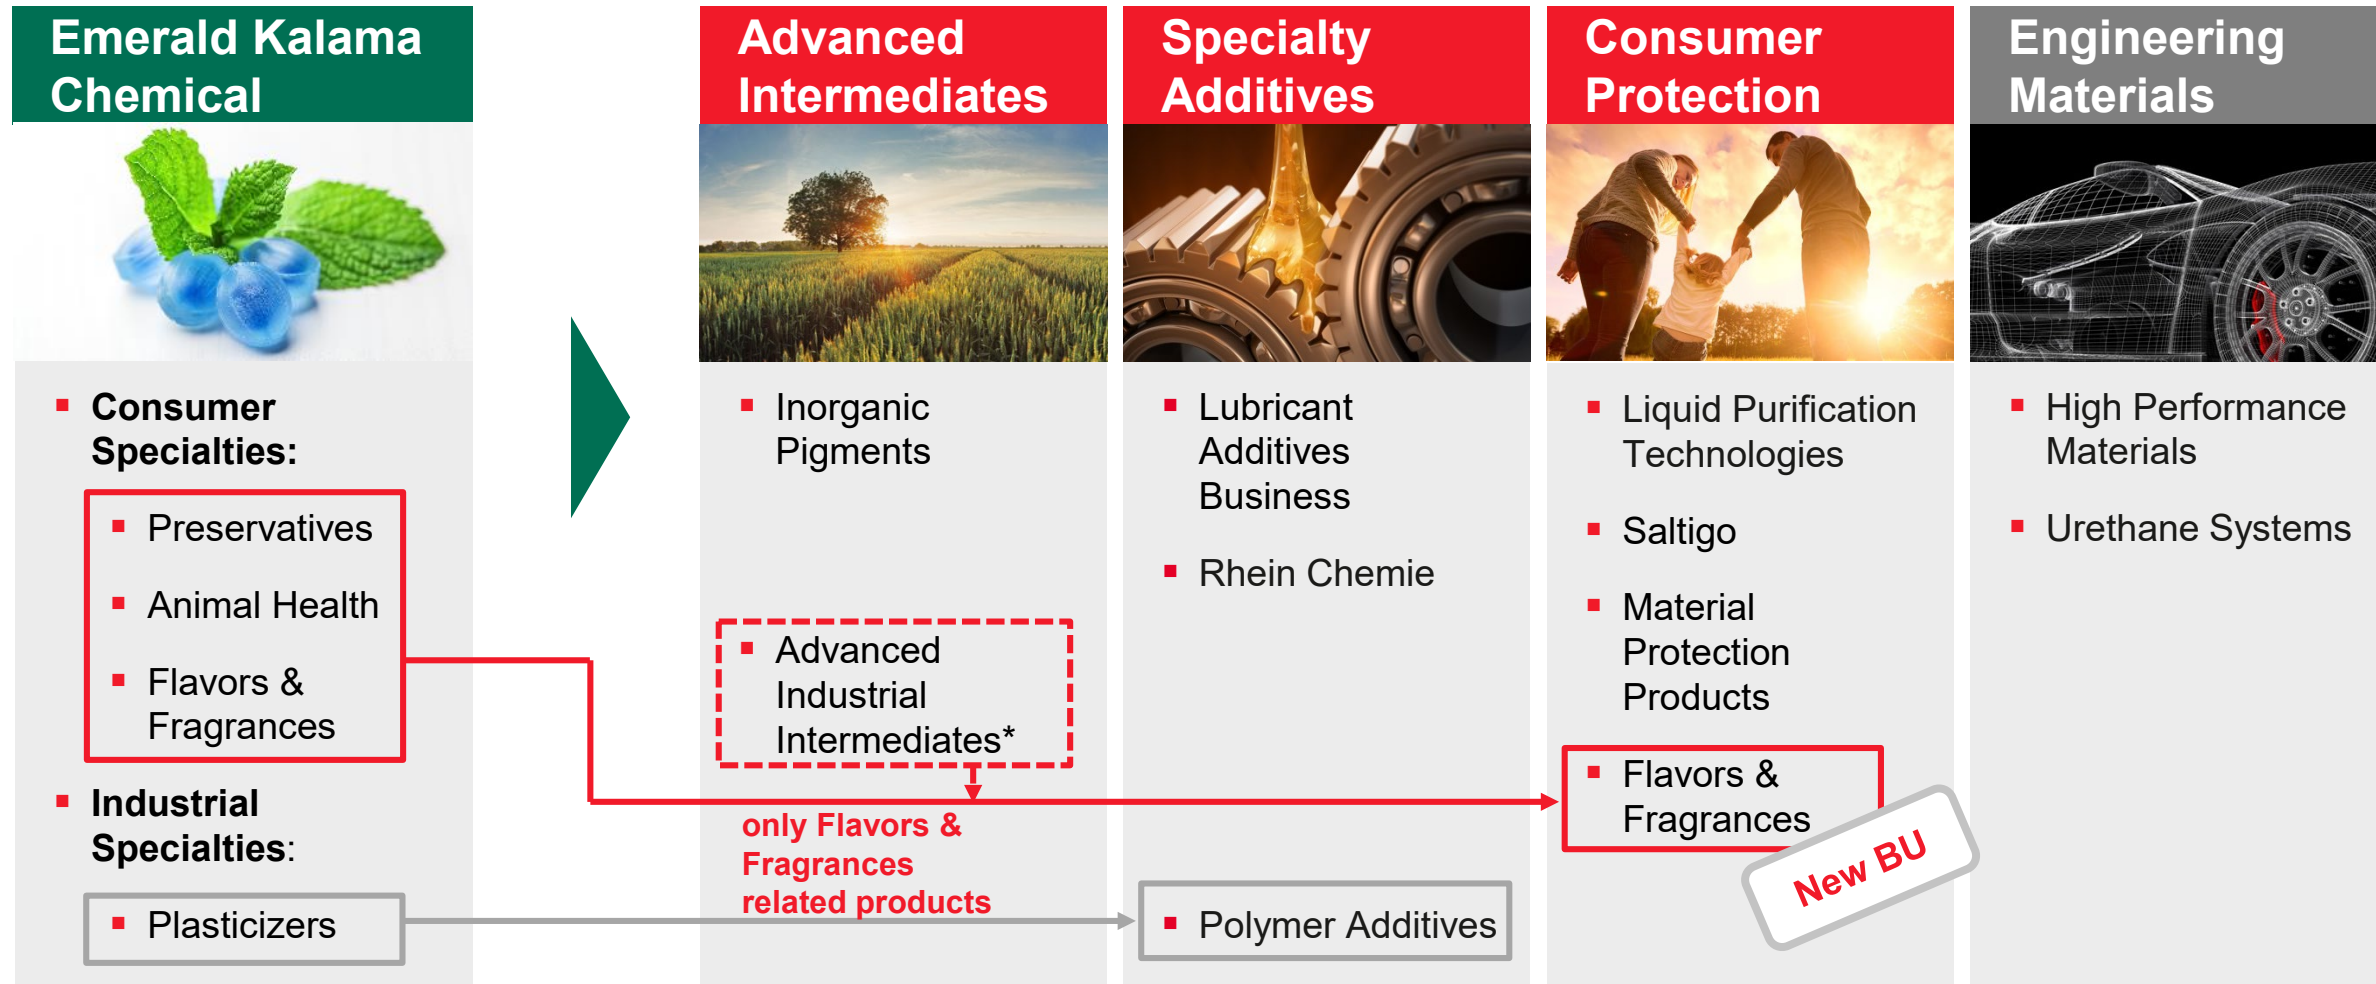 Emerald Kalama
Chemical
Consumer
Specialties:
Preservatives
Animal Health
Flavors &
Fragrances
Industrial
Specialties:
Plasticizers
Advanced
Intermediates
Inorganic
Pigments
Advanced
Industrial
Intermediates*
only Flavors &
Fragrances
related products
Specialty
Additives
Lubricant
Additives
Business
Rhein Chemie
Polymer Additives
Consumer
Protection
Liquid Purification
Technologies
Saltigo
Material
Protection
Products
Flavors &
Fragrances
New BU
Engineering
Materials
High Performance
Materials
Urethane Systems